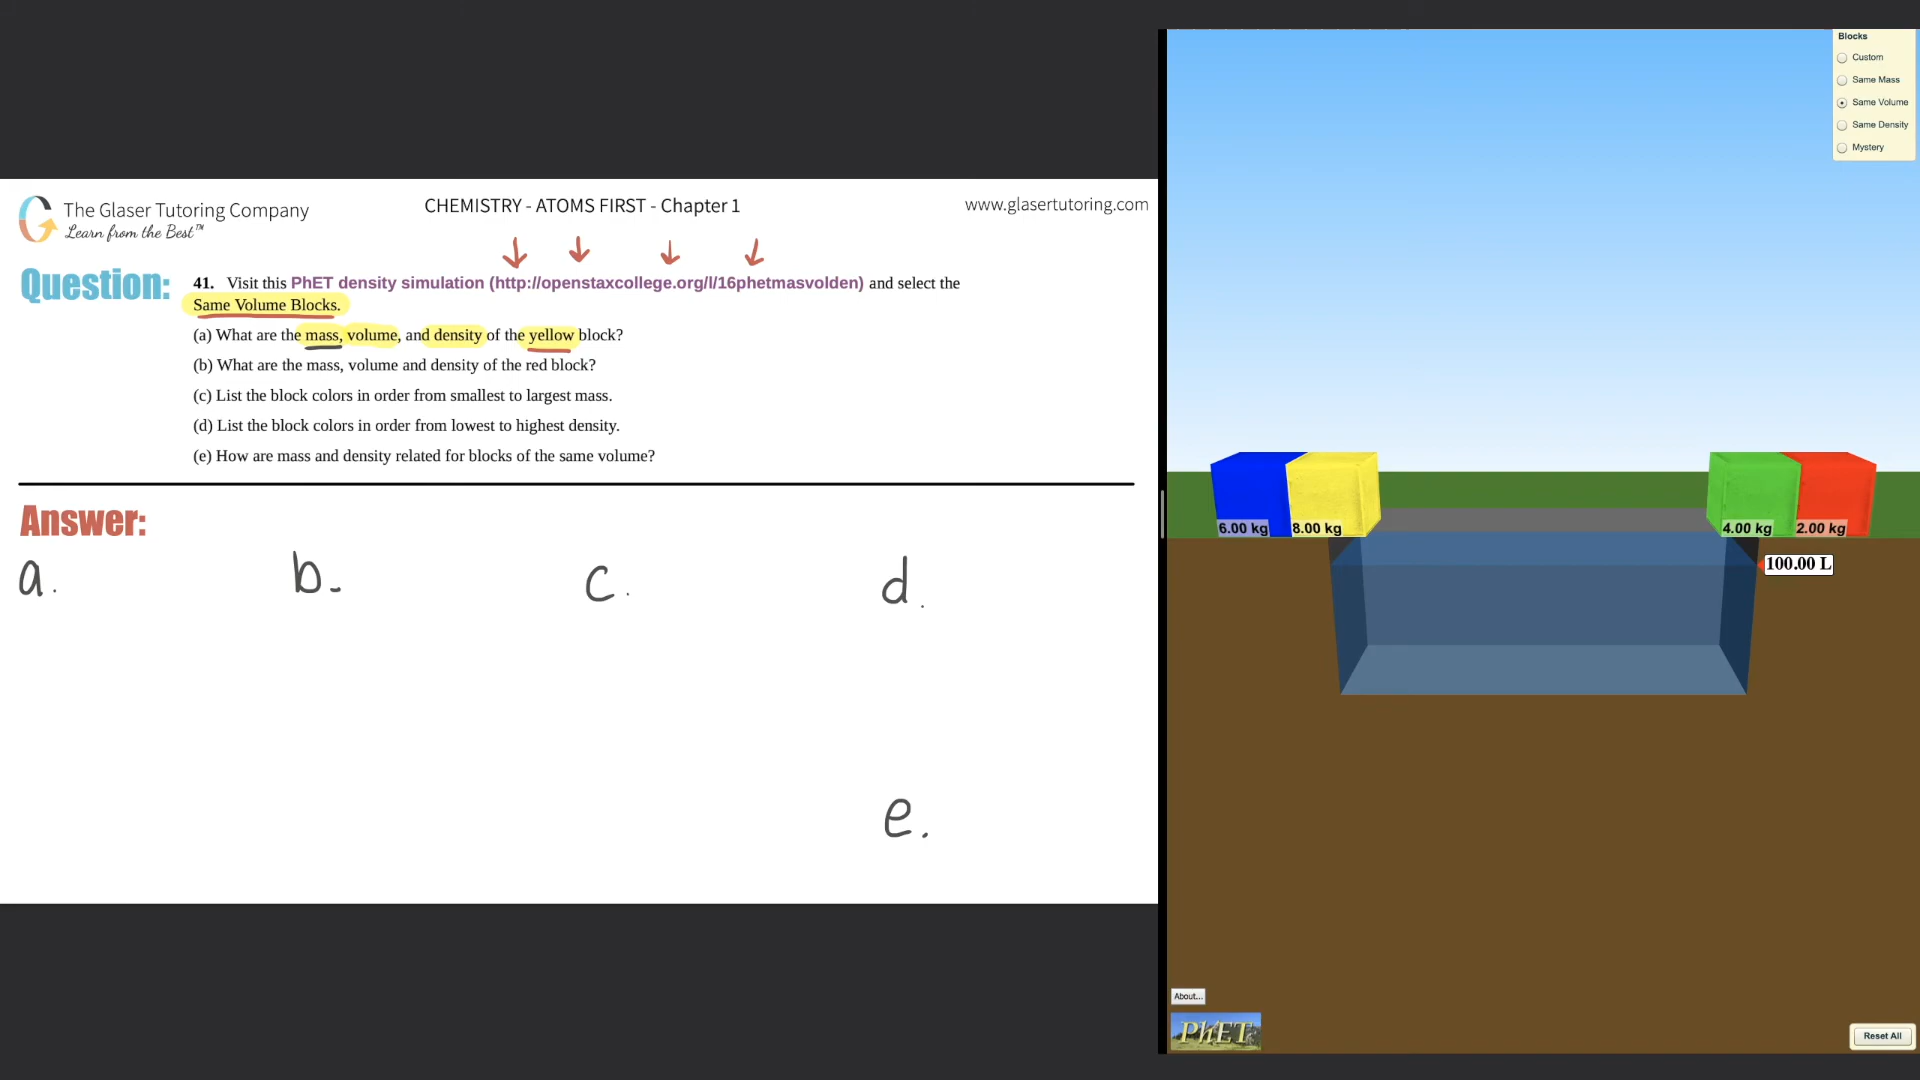 The Glaser Tutoring Company
Learn from the Best™
CHEMISTRY - ATOMS FIRST - Chapter 1
www.glasertutoring.com
Question:
41. Visit this PhET density simulation (http://openstaxcollege.org/l/16phetmasvolden) and select the
Same Volume Blocks.
(a) What are the mass, volume, and density of the yellow block?
(b) What are the mass, volume and density of the red block?
(c) List the block colors in order from smallest to largest mass.
(d) List the block colors in order from lowest to highest density.
(e) How are mass and density related for blocks of the same volume?
Answer:
a.
b.
c.
d.
e.
Blocks
Custom
Same Mass
Same Volume
Same Density
Mystery
6.00 kg
8.00 kg
4.00 kg
2.00 kg
100.00 L
About...
PhET
Reset All